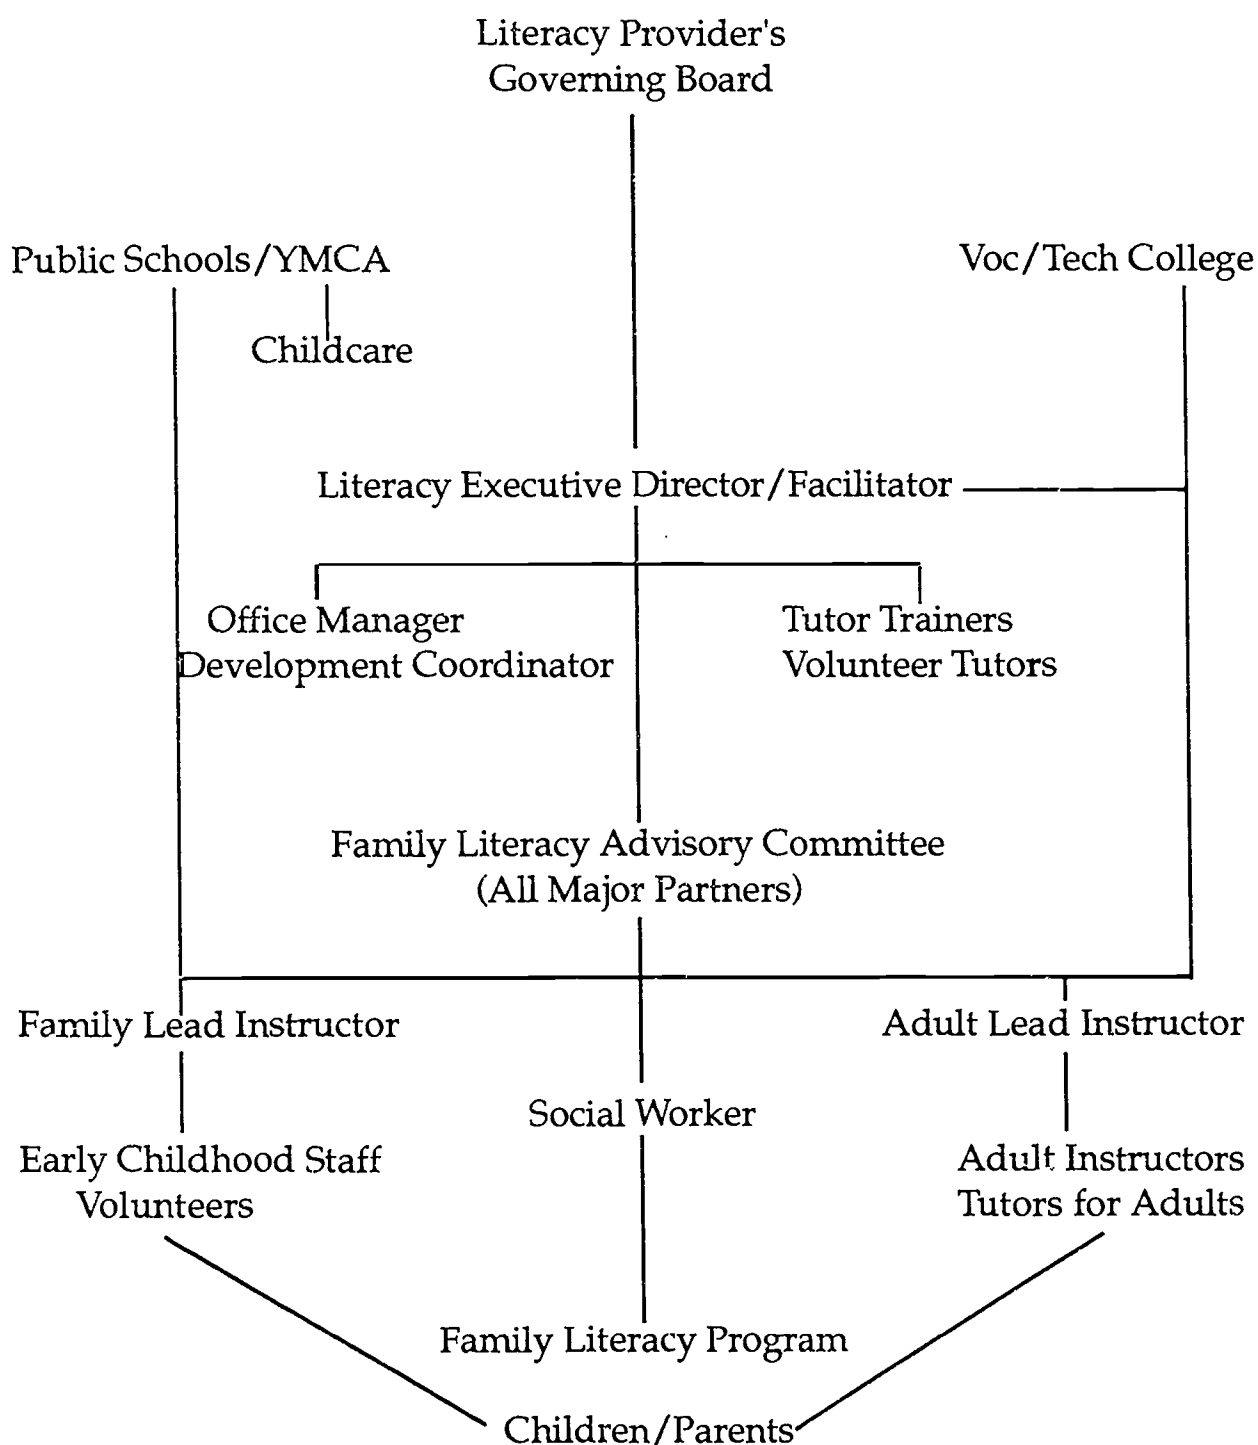 Literacy Provider's
Governing Board
Public Schools/YMCA
Voc/Tech College
Childcare
Literacy Executive Director/Facilitator
Office Manager
Development Coordinator
Tutor Trainers
Volunteer Tutors
Family Literacy Advisory Committee
(All Major Partners)
Family Lead Instructor
Adult Lead Instructor
Social Worker
Early Childhood Staff
Volunteers
Adult Instructors
Tutors for Adults
Family Literacy Program
Children/Parents